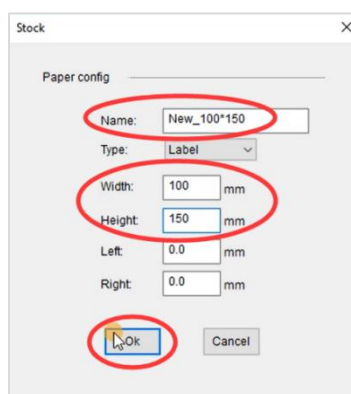 Stock
Paper config
Name: New_100*150
Type: Label
Width: 100 mm
Height: 150 mm
Left: 0.0 mm
Right: 0.0 mm
Ok Cancel